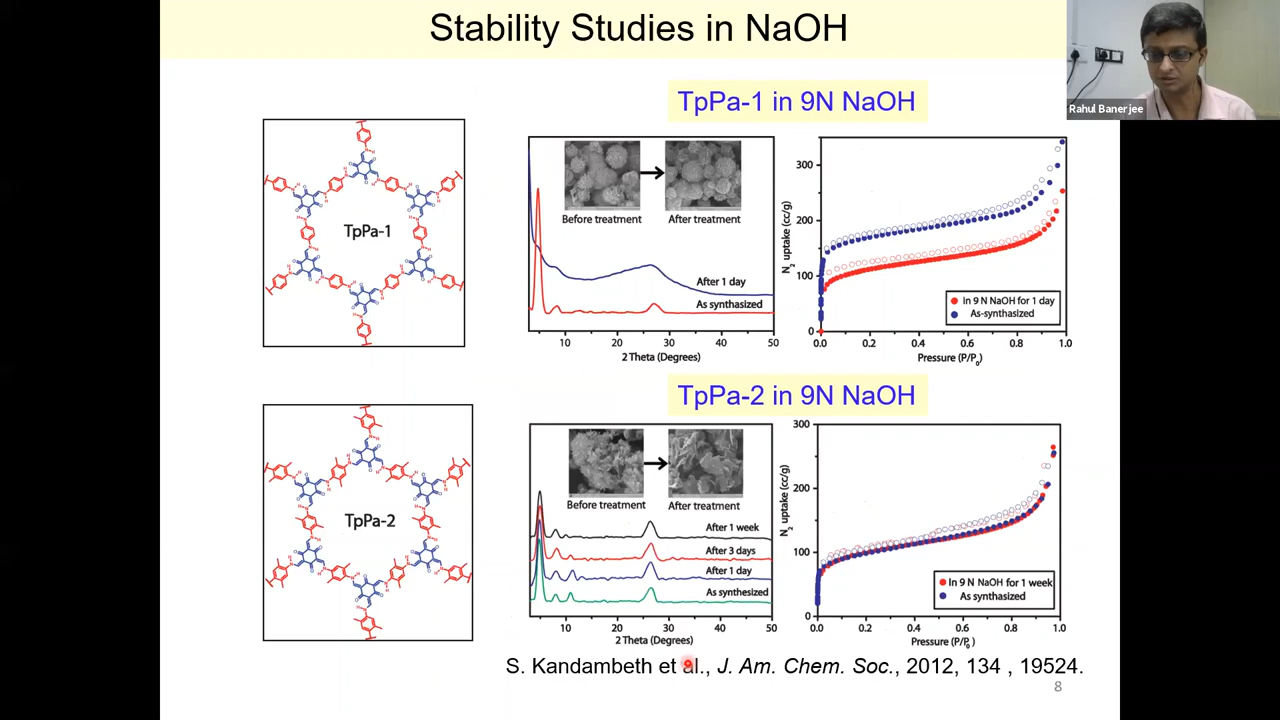 Stability Studies in NaOH
Rahul Banerjee
TpPa-1 in 9N NaOH
TpPa-1
Before treatment
After treatment
After 1 day
As synthesized
10
20
30
40
50
2 Theta (Degrees)
N2 uptake (cc/g)
300
200
100
0
In 9 N NaOH for 1 day
As-synthesized
0.0
0.2
0.4
0.6
0.8
1.0
Pressure (P/P0)
TpPa-2 in 9N NaOH
TpPa-2
Before treatment
After treatment
After 1 week
After 3 days
After 1 day
As synthesized
10
20
30
40
50
2 Theta (Degrees)
N2 uptake (cc/g)
300
200
100
0
In 9 N NaOH for 1 week
As synthesized
0.0
0.2
0.4
0.6
0.8
1.0
Pressure (P/P0)
S. Kandambeth et al., J. Am. Chem. Soc., 2012, 134 , 19524.
8